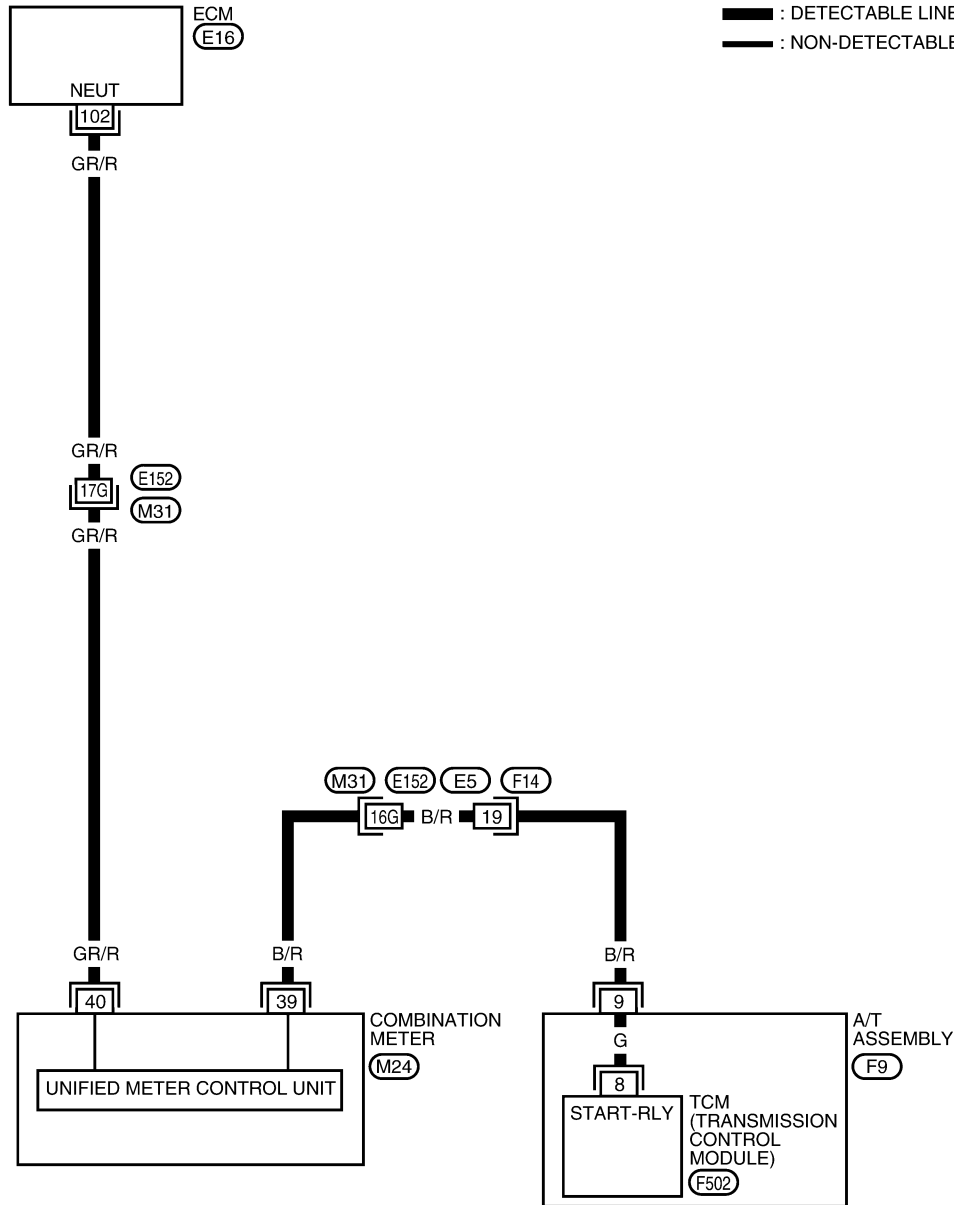 ECM
E16
: DETECTABLE LINE
: NON-DETECTABLE
NEUT
102
GR/R
GR/R
17G
E152
M31
GR/R
M31
E152
E5
F14
16G
B/R
19
GR/R
B/R
B/R
40
39
9
COMBINATION
METER
M24
UNIFIED METER CONTROL UNIT
G
8
START-RLY
A/T
ASSEMBLY
F9
TCM
(TRANSMISSION
CONTROL
MODULE)
F502